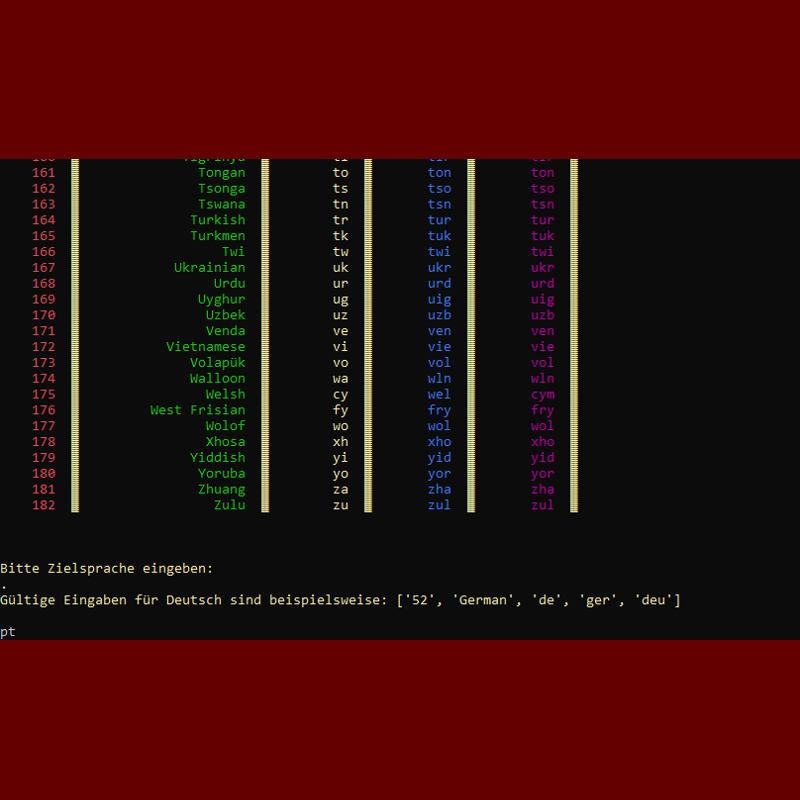 161 Tongan to ton ton
162 Tsonga ts tso tso
163 Tswana tn tsn tsn
164 Turkish tr tur tur
165 Turkmen tk tuk tuk
166 Twi tw twi twi
167 Ukrainian uk ukr ukr
168 Urdu ur urd urd
169 Uyghur ug uig uig
170 Uzbek uz uzb uzb
171 Venda ve ven ven
172 Vietnamese vi vie vie
173 Volapük vo vol vol
174 Walloon wa wln wln
175 Welsh cy wel cym
176 West Frisian fy fry fry
177 Wolof wo wol wol
178 Xhosa xh xho xho
179 Yiddish yi yid yid
180 Yoruba yo yor yor
181 Zhuang za zha zha
182 Zulu zu zul zul
Bitte Zielsprache eingeben:
.
Gültige Eingaben für Deutsch sind beispielsweise: ['52', 'German', 'de', 'ger', 'deu']
pt